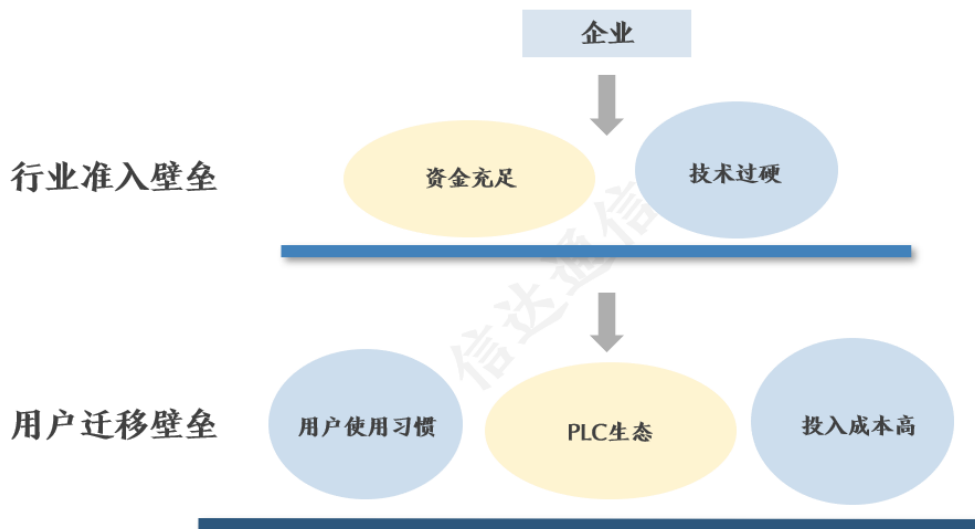 企业
行业准入壁垒
资金充足
技术过硬
信达通信
用户迁移壁垒
用户使用习惯
PLC生态
投入成本高